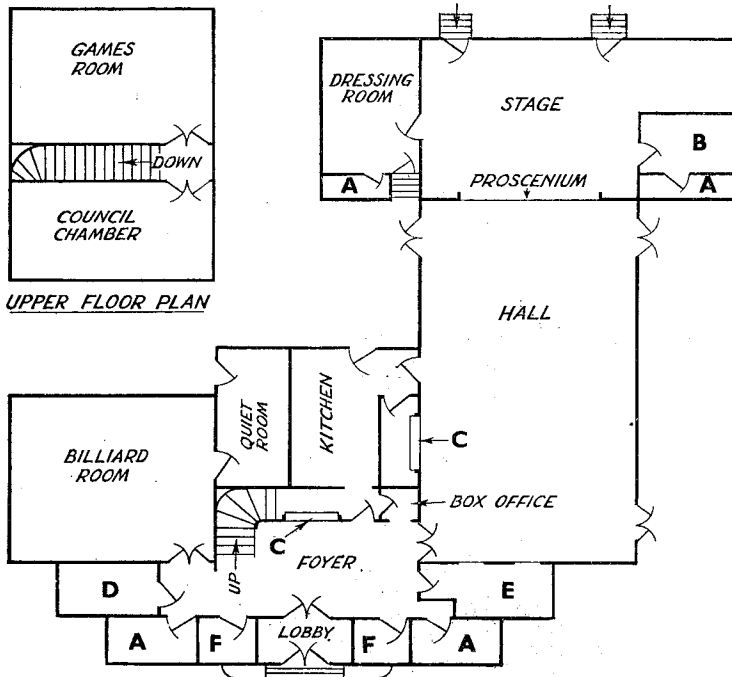 GAMES
ROOM
DOWN
COUNCIL
CHAMBER
UPPER FLOOR PLAN
DRESSING
ROOM
STAGE
B
A
PROSCENIUM
A
HALL
QUIET
ROOM
KITCHEN
C
BILLIARD
ROOM
BOX OFFICE
C
UP
FOYER
D
E
A
F
LOBBY
F
A